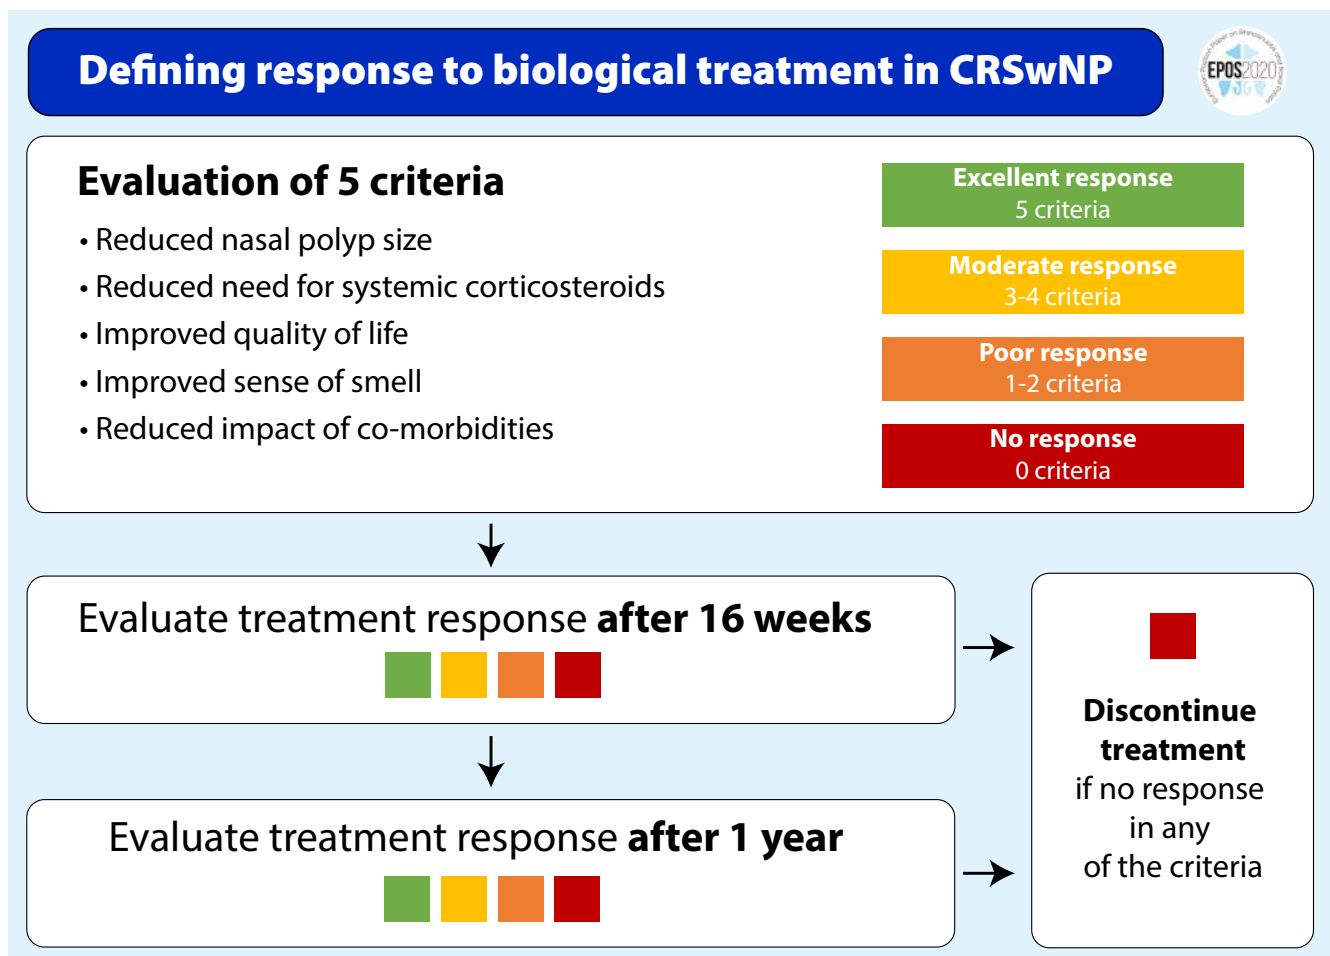 Defining response to biological treatment in CRSwNP
EPOS2020
Evaluation of 5 criteria
• Reduced nasal polyp size
• Reduced need for systemic corticosteroids
• Improved quality of life
• Improved sense of smell
• Reduced impact of co-morbidities
Excellent response
5 criteria
Moderate response
3-4 criteria
Poor response
1-2 criteria
No response
0 criteria
Evaluate treatment response after 16 weeks
Evaluate treatment response after 1 year
Discontinue
treatment
if no response
in any
of the criteria